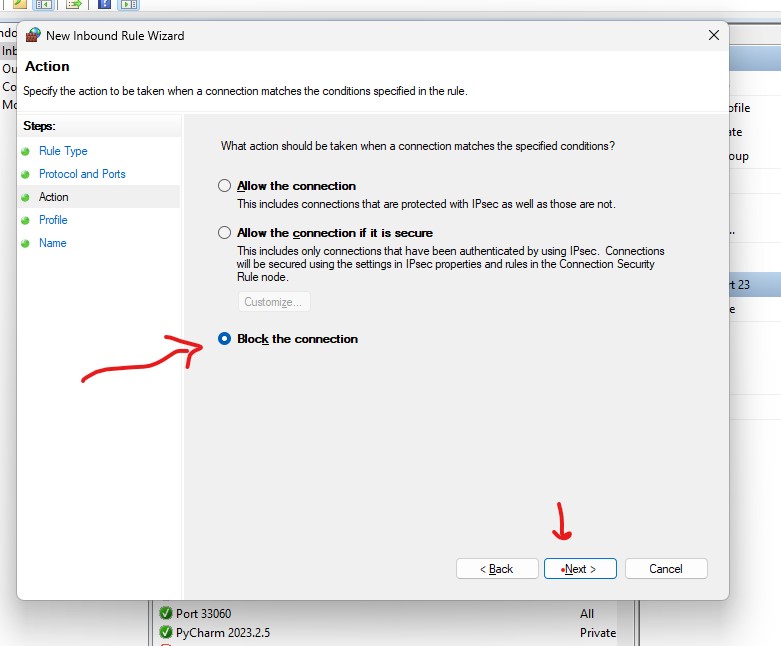 ndo
New Inbound Rule Wizard
Inb
Ou
Co
Mo
Action
Specify the action to be taken when a connection matches the conditions specified in the rule.
Steps:
Rule Type
Protocol and Ports
Action
Profile
Name
What action should be taken when a connection matches the specified conditions?
Allow the connection
This includes connections that are protected with IPsec as well as those are not.
Allow the connection if it is secure
This includes only connections that have been authenticated by using IPsec. Connections
will be secured using the settings in IPsec properties and rules in the Connection Security
Rule node.
Customize...
Block the connection
< Back
Next >
Cancel
ofile
ate
oup
...
rt 23
e
Port 33060 All
PyCharm 2023.2.5 Private